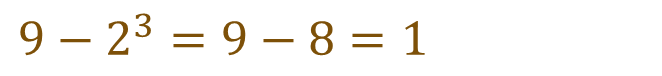 9 − 2³ = 9 − 8 = 1